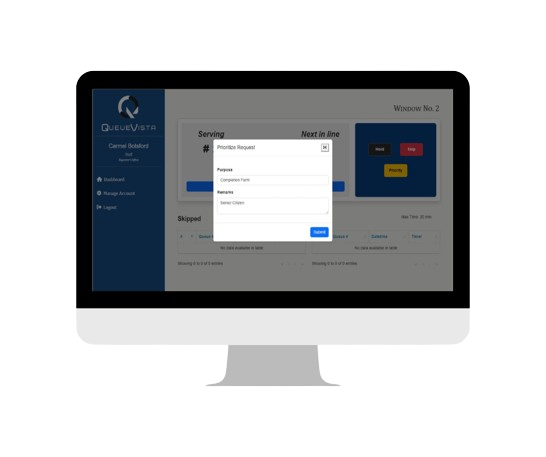 WINDOW NO. 2
QUEUEVISTA
Carmel Botsford
Staff
Dashboard
Manage Account
Logout
Serving
#
Next in line
Next
Skip
Priority
Prioritize Request
Purpose
Completion Form
Remarks
Senior Citizen
Submit
Skipped
Max Time: 30 min
# Queue #
Queue # Datetime Timer
No data available in table
No data available in table
Showing 0 to 0 of 0 entries
Showing 0 to 0 of 0 entries